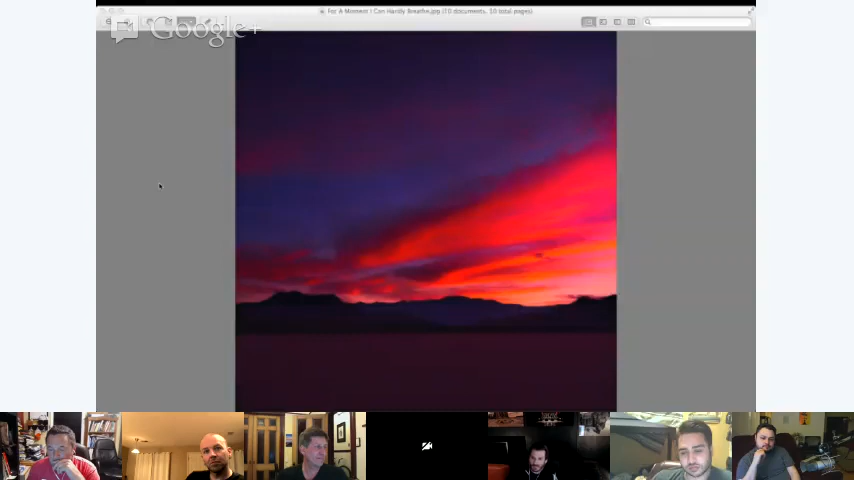 For A Moment I Can Hardly Breathe.jpg (10 documents, 10 total pages)
Google+